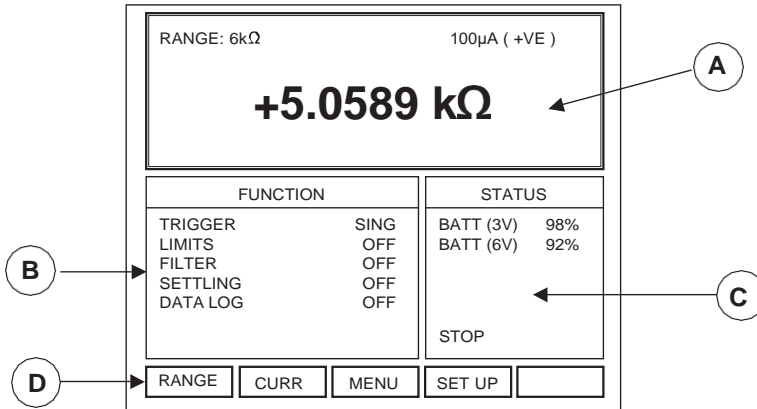 RANGE: 6kΩ 100µA ( +VE )
A
+5.0589 kΩ
FUNCTION
TRIGGER SING
LIMITS OFF
FILTER OFF
SETTLING OFF
DATA LOG OFF
B
STATUS
BATT (3V) 98%
BATT (6V) 92%
STOP
C
D
RANGE CURR MENU SET UP